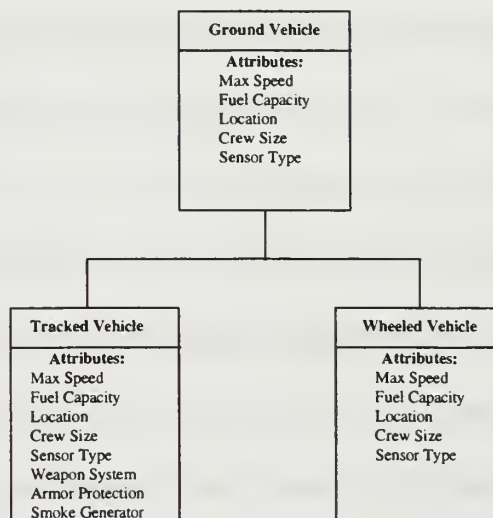 Ground Vehicle
Attributes:
Max Speed
Fuel Capacity
Location
Crew Size
Sensor Type
Tracked Vehicle
Attributes:
Max Speed
Fuel Capacity
Location
Crew Size
Sensor Type
Weapon System
Armor Protection
Smoke Generator
Wheeled Vehicle
Attributes:
Max Speed
Fuel Capacity
Location
Crew Size
Sensor Type